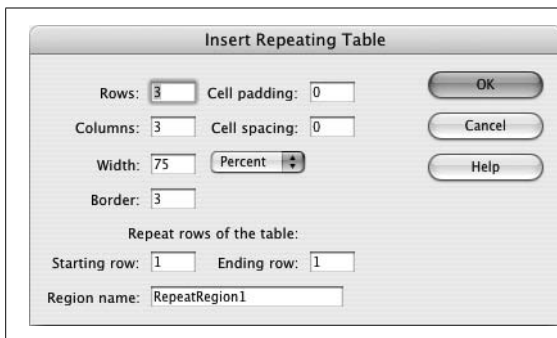 Insert Repeating Table
Rows: 3 Cell padding: 0 OK
Columns: 3 Cell spacing: 0 Cancel
Width: 75 Percent Help
Border: 3
Repeat rows of the table:
Starting row: 1 Ending row: 1
Region name: RepeatRegion1